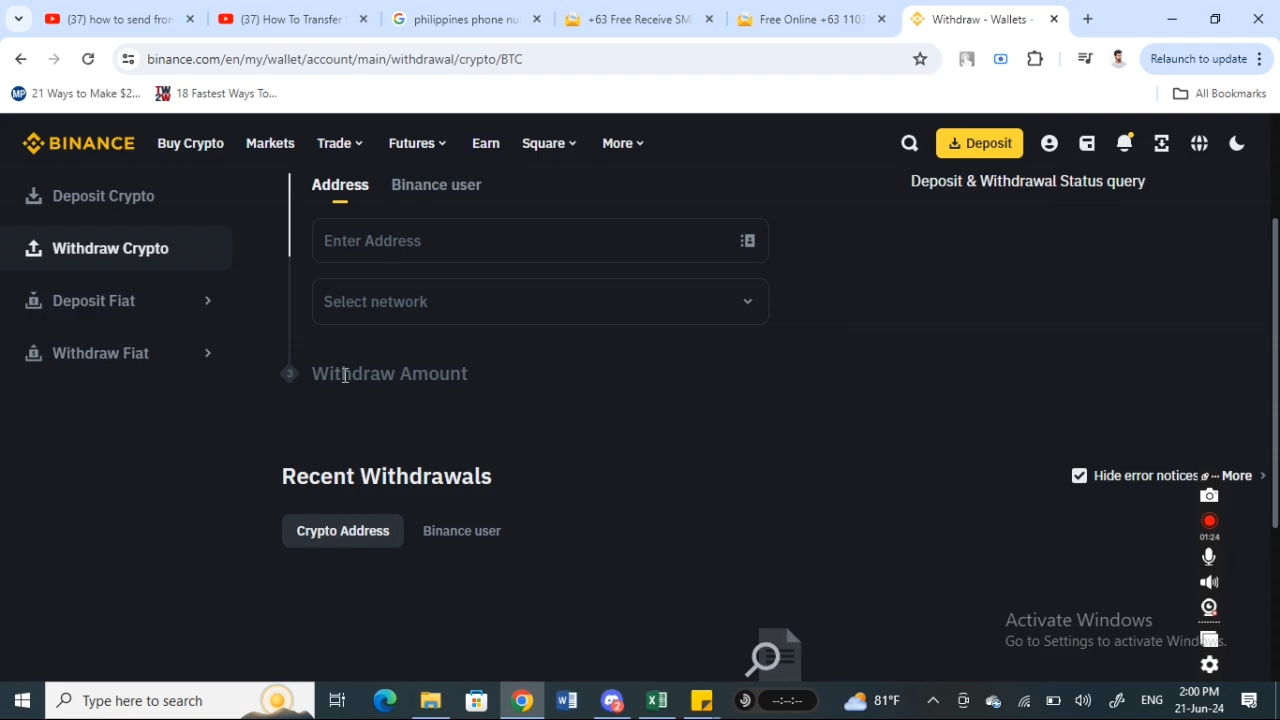 (37) how to send fron
(37) How To Transfer
philippines phone nu
+63 Free Receive SM
Free Online +63 1103
Withdraw - Wallets -
binance.com/en/my/wallet/account/main/withdrawal/crypto/BTC
Relaunch to update
MP 21 Ways to Make $2...
18 Fastest Ways To...
All Bookmarks
BINANCE
Buy Crypto
Markets
Trade
Futures
Earn
Square
More
Deposit
Deposit Crypto
Address
Binance user
Deposit & Withdrawal Status query
Enter Address
Withdraw Crypto
Deposit Fiat
Select network
Withdraw Fiat
3 Withdraw Amount
Recent Withdrawals
Hide error notices
More
Crypto Address
Binance user
01:24
Activate Windows
Go to Settings to activate Windows.
Type here to search
--:--:--
81°F
ENG
2:00 PM
21-Jun-24